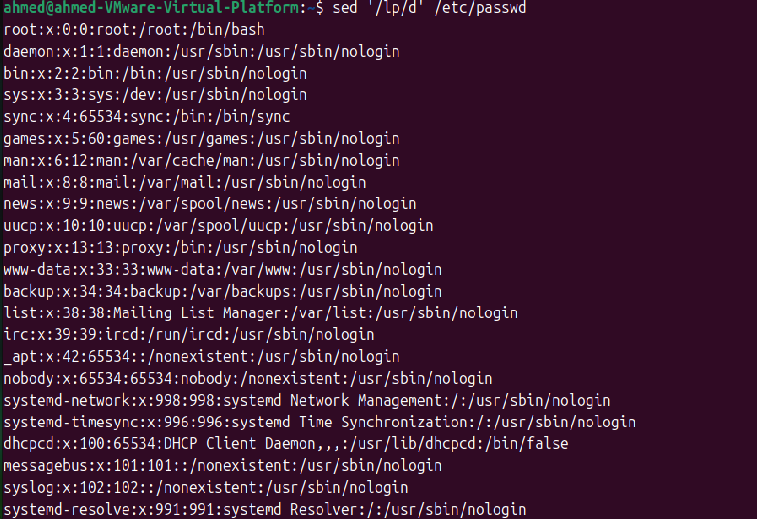 ahmed@ahmed-VMware-Virtual-Platform:~$ sed '/lp/d' /etc/passwd
root:x:0:0:root:/root:/bin/bash
daemon:x:1:1:daemon:/usr/sbin:/usr/sbin/nologin
bin:x:2:2:bin:/bin:/usr/sbin/nologin
sys:x:3:3:sys:/dev:/usr/sbin/nologin
sync:x:4:65534:sync:/bin:/bin/sync
games:x:5:60:games:/usr/games:/usr/sbin/nologin
man:x:6:12:man:/var/cache/man:/usr/sbin/nologin
mail:x:8:8:mail:/var/mail:/usr/sbin/nologin
news:x:9:9:news:/var/spool/news:/usr/sbin/nologin
uucp:x:10:10:uucp:/var/spool/uucp:/usr/sbin/nologin
proxy:x:13:13:proxy:/bin:/usr/sbin/nologin
www-data:x:33:33:www-data:/var/www:/usr/sbin/nologin
backup:x:34:34:backup:/var/backups:/usr/sbin/nologin
list:x:38:38:Mailing List Manager:/var/list:/usr/sbin/nologin
irc:x:39:39:ircd:/run/ircd:/usr/sbin/nologin
_apt:x:42:65534::/nonexistent:/usr/sbin/nologin
nobody:x:65534:65534:nobody:/nonexistent:/usr/sbin/nologin
systemd-network:x:998:998:systemd Network Management:/:/usr/sbin/nologin
systemd-timesync:x:996:996:systemd Time Synchronization:/:/usr/sbin/nologin
dhcpcd:x:100:65534:DHCP Client Daemon,,,:/usr/lib/dhcpcd:/bin/false
messagebus:x:101:101::/nonexistent:/usr/sbin/nologin
syslog:x:102:102::/nonexistent:/usr/sbin/nologin
systemd-resolve:x:991:991:systemd Resolver:/:/usr/sbin/nologin